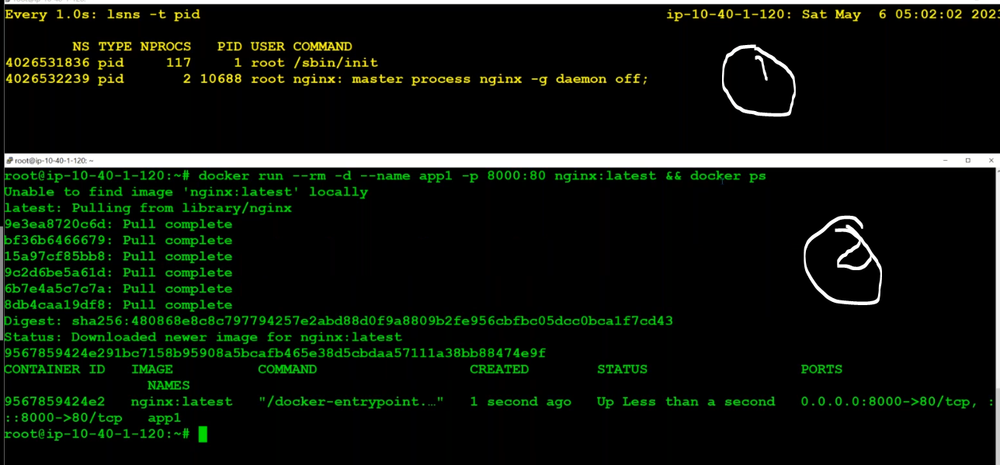 Every 1.0s: lsns -t pid ip-10-40-1-120: Sat May 6 05:02:02 202
NS TYPE NPROCS PID USER COMMAND
4026531836 pid 117 1 root /sbin/init
4026532239 pid 2 10688 root nginx: master process nginx -g daemon off;
1
root@ip-10-40-1-120: ~
root@ip-10-40-1-120:~# docker run --rm -d --name app1 -p 8000:80 nginx:latest && docker ps
Unable to find image 'nginx:latest' locally
latest: Pulling from library/nginx
9e3ea8720c6d: Pull complete
bf36b6466679: Pull complete
15a97cf85bb8: Pull complete
9c2d6be5a61d: Pull complete
6b7e4a5c7c7a: Pull complete
8db4caa19df8: Pull complete
2
Digest: sha256:480868e8c8c797794257e2abd88d0f9a8809b2fe956cbfbc05dcc0bca1f7cd43
Status: Downloaded newer image for nginx:latest
9567859424e291bc7158b95908a5bcafb465e38d5cbdaa57111a38bb88474e9f
CONTAINER ID IMAGE COMMAND CREATED STATUS PORTS
NAMES
9567859424e2 nginx:latest "/docker-entrypoint.…" 1 second ago Up Less than a second 0.0.0.0:8000->80/tcp, :
::8000->80/tcp app1
root@ip-10-40-1-120:~#